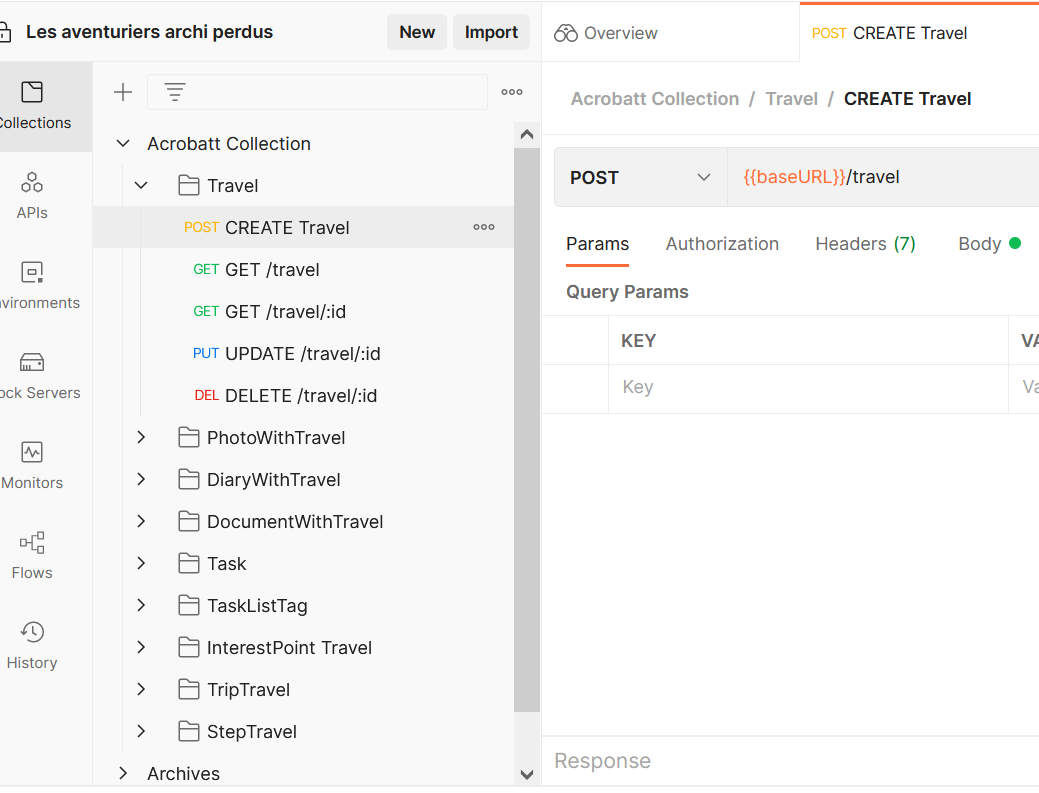 Les aventuriers archi perdus
New
Import
Overview
POST CREATE Travel
Collections
APIs
nvironments
ock Servers
Monitors
Flows
History
Acrobatt Collection
Travel
POST CREATE Travel
GET GET /travel
GET GET /travel/:id
PUT UPDATE /travel/:id
DEL DELETE /travel/:id
PhotoWithTravel
DiaryWithTravel
DocumentWithTravel
Task
TaskListTag
InterestPoint Travel
TripTravel
StepTravel
Archives
Acrobatt Collection / Travel / CREATE Travel
POST
{{baseURL}}/travel
Params
Authorization
Headers (7)
Body
Query Params
KEY
VA
Key
Va
Response